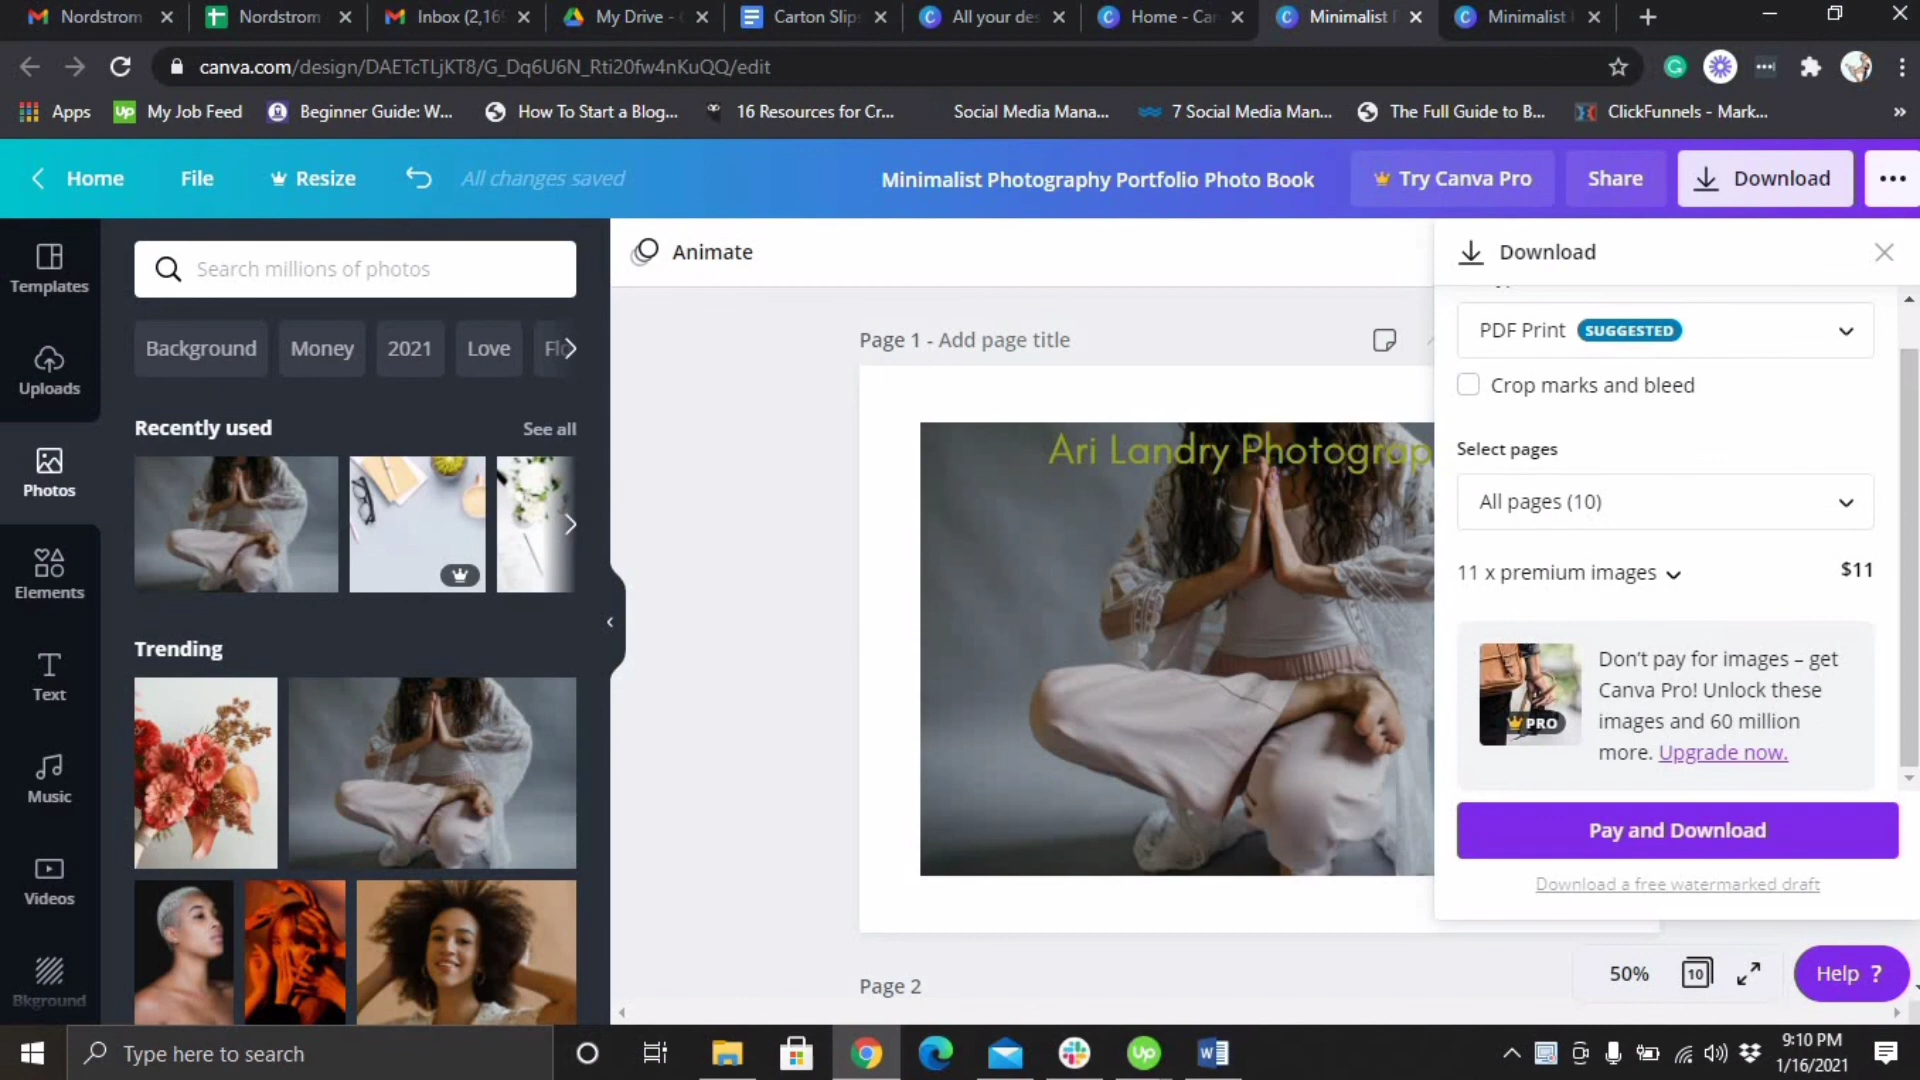 Nordstrom
Nordstrom
Inbox (2,16
My Drive -
Carton Slip
All your des
Home - Ca
Minimalist
Minimalist
canva.com/design/DAETcTLjKT8/G_Dq6U6N_Rti20fw4nKuQQ/edit
Apps
Up
My Job Feed
Beginner Guide: W...
How To Start a Blog...
16 Resources for Cr...
Social Media Mana...
7 Social Media Man...
The Full Guide to B...
ClickFunnels - Mark...
Home
File
Resize
All changes saved
Minimalist Photography Portfolio Photo Book
Try Canva Pro
Share
Download
Templates
Uploads
Photos
Elements
Text
Music
Videos
Bkground
Search millions of photos
Background
Money
2021
Love
Flo
Recently used
See all
Trending
Animate
Page 1 - Add page title
Ari Landry Photograp
Page 2
Download
PDF Print SUGGESTED
Crop marks and bleed
Select pages
All pages (10)
11 x premium images
$11
PRO
Don't pay for images – get
Canva Pro! Unlock these
images and 60 million
more. Upgrade now.
Pay and Download
Download a free watermarked draft
50%
10
Help ?
Type here to search
Up
9:10 PM
1/16/2021